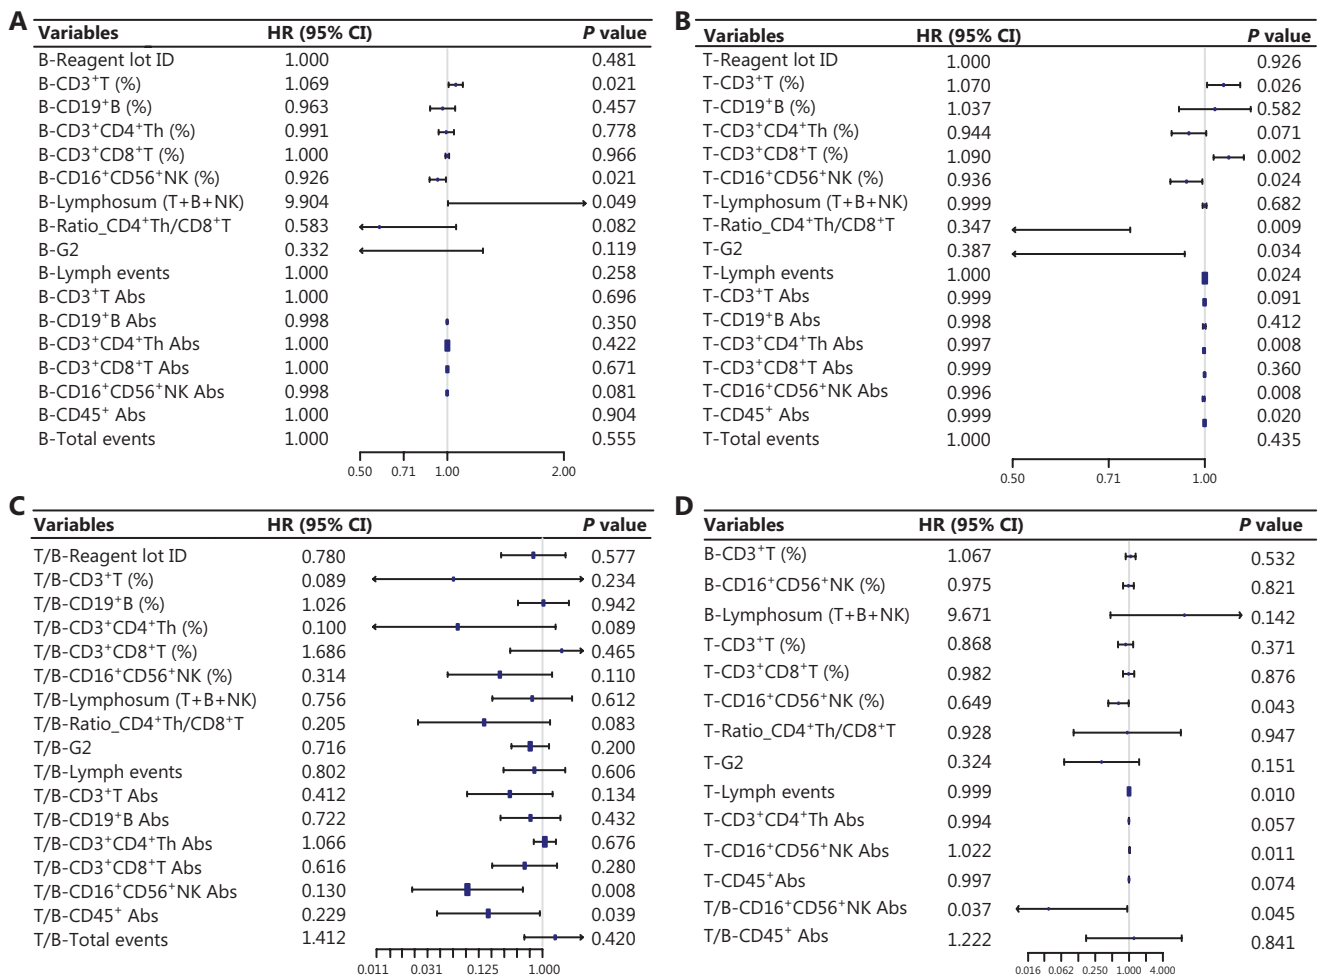 A
Variables HR (95% CI) P value
B-Reagent lot ID 1.000 0.481
B-CD3⁺T (%) 1.069 0.021
B-CD19⁺B (%) 0.963 0.457
B-CD3⁺CD4⁺Th (%) 0.991 0.778
B-CD3⁺CD8⁺T (%) 1.000 0.966
B-CD16⁺CD56⁺NK (%) 0.926 0.021
B-Lymphosum (T+B+NK) 9.904 0.049
B-Ratio_CD4⁺Th/CD8⁺T 0.583 0.082
B-G2 0.332 0.119
B-Lymph events 1.000 0.258
B-CD3⁺T Abs 1.000 0.696
B-CD19⁺B Abs 0.998 0.350
B-CD3⁺CD4⁺Th Abs 1.000 0.422
B-CD3⁺CD8⁺T Abs 1.000 0.671
B-CD16⁺CD56⁺NK Abs 0.998 0.081
B-CD45⁺ Abs 1.000 0.904
B-Total events 1.000 0.555
0.50 0.71 1.00 2.00
B
Variables HR (95% CI) P value
T-Reagent lot ID 1.000 0.926
T-CD3⁺T (%) 1.070 0.026
T-CD19⁺B (%) 1.037 0.582
T-CD3⁺CD4⁺Th (%) 0.944 0.071
T-CD3⁺CD8⁺T (%) 1.090 0.002
T-CD16⁺CD56⁺NK (%) 0.936 0.024
T-Lymphosum (T+B+NK) 0.999 0.682
T-Ratio_CD4⁺Th/CD8⁺T 0.347 0.009
T-G2 0.387 0.034
T-Lymph events 1.000 0.024
T-CD3⁺T Abs 0.999 0.091
T-CD19⁺B Abs 0.998 0.412
T-CD3⁺CD4⁺Th Abs 0.997 0.008
T-CD3⁺CD8⁺T Abs 0.999 0.360
T-CD16⁺CD56⁺NK Abs 0.996 0.008
T-CD45⁺ Abs 0.999 0.020
T-Total events 1.000 0.435
0.50 0.71 1.00
C
Variables HR (95% CI) P value
T/B-Reagent lot ID 0.780 0.577
T/B-CD3⁺T (%) 0.089 0.234
T/B-CD19⁺B (%) 1.026 0.942
T/B-CD3⁺CD4⁺Th (%) 0.100 0.089
T/B-CD3⁺CD8⁺T (%) 1.686 0.465
T/B-CD16⁺CD56⁺NK (%) 0.314 0.110
T/B-Lymphosum (T+B+NK) 0.756 0.612
T/B-Ratio_CD4⁺Th/CD8⁺T 0.205 0.083
T/B-G2 0.716 0.200
T/B-Lymph events 0.802 0.606
T/B-CD3⁺T Abs 0.412 0.134
T/B-CD19⁺B Abs 0.722 0.432
T/B-CD3⁺CD4⁺Th Abs 1.066 0.676
T/B-CD3⁺CD8⁺T Abs 0.616 0.280
T/B-CD16⁺CD56⁺NK Abs 0.130 0.008
T/B-CD45⁺ Abs 0.229 0.039
T/B-Total events 1.412 0.420
0.011 0.031 0.125 1.000
D
Variables HR (95% CI) P value
B-CD3⁺T (%) 1.067 0.532
B-CD16⁺CD56⁺NK (%) 0.975 0.821
B-Lymphosum (T+B+NK) 9.671 0.142
T-CD3⁺T (%) 0.868 0.371
T-CD3⁺CD8⁺T (%) 0.982 0.876
T-CD16⁺CD56⁺NK (%) 0.649 0.043
T-Ratio_CD4⁺Th/CD8⁺T 0.928 0.947
T-G2 0.324 0.151
T-Lymph events 0.999 0.010
T-CD3⁺CD4⁺Th Abs 0.994 0.057
T-CD16⁺CD56⁺NK Abs 1.022 0.011
T-CD45⁺Abs 0.997 0.074
T/B-CD16⁺CD56⁺NK Abs 0.037 0.045
T/B-CD45⁺ Abs 1.222 0.841
0.016 0.062 0.250 1.000 4.000